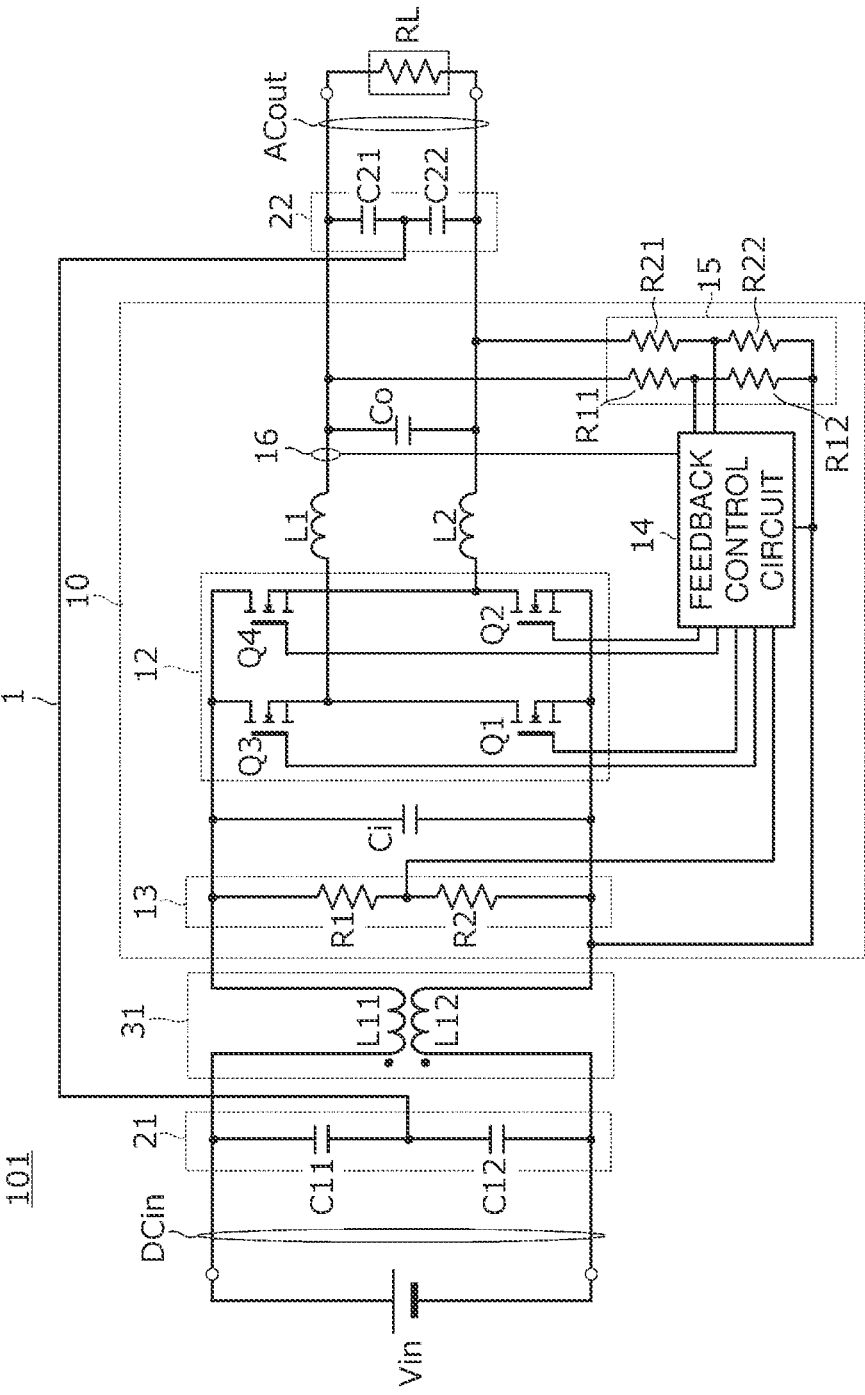 101
1
10
DCin
21
31
13
12
16
22
ACout
Vin
C11
C12
L11
L12
R1
R2
Ci
Q3
Q1
Q4
Q2
L1
L2
Co
C21
C22
RL
14
FEEDBACK
CONTROL
CIRCUIT
R11
R12
R21
R22
15